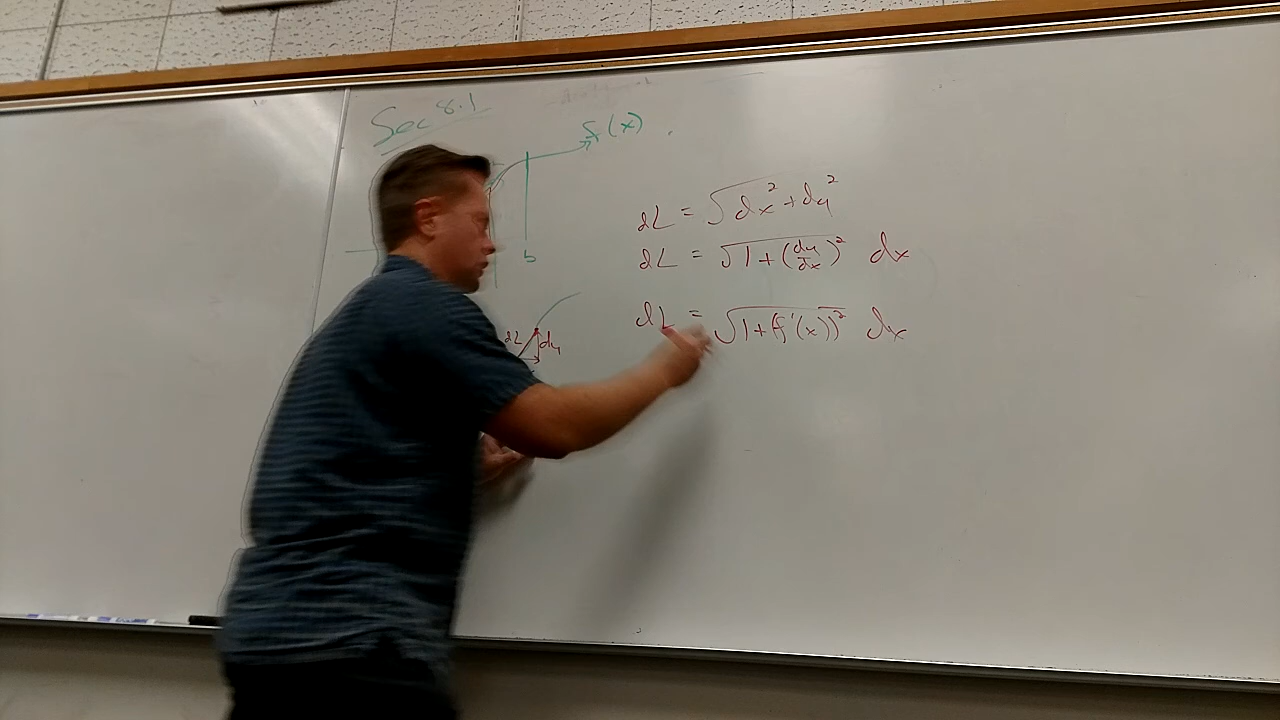 Sec 8.1
f(x)
b
dL = √dx²+dy²
dL = √1+(dy/dx)² dx
dL = √1+(f'(x))² dx
dL
dy